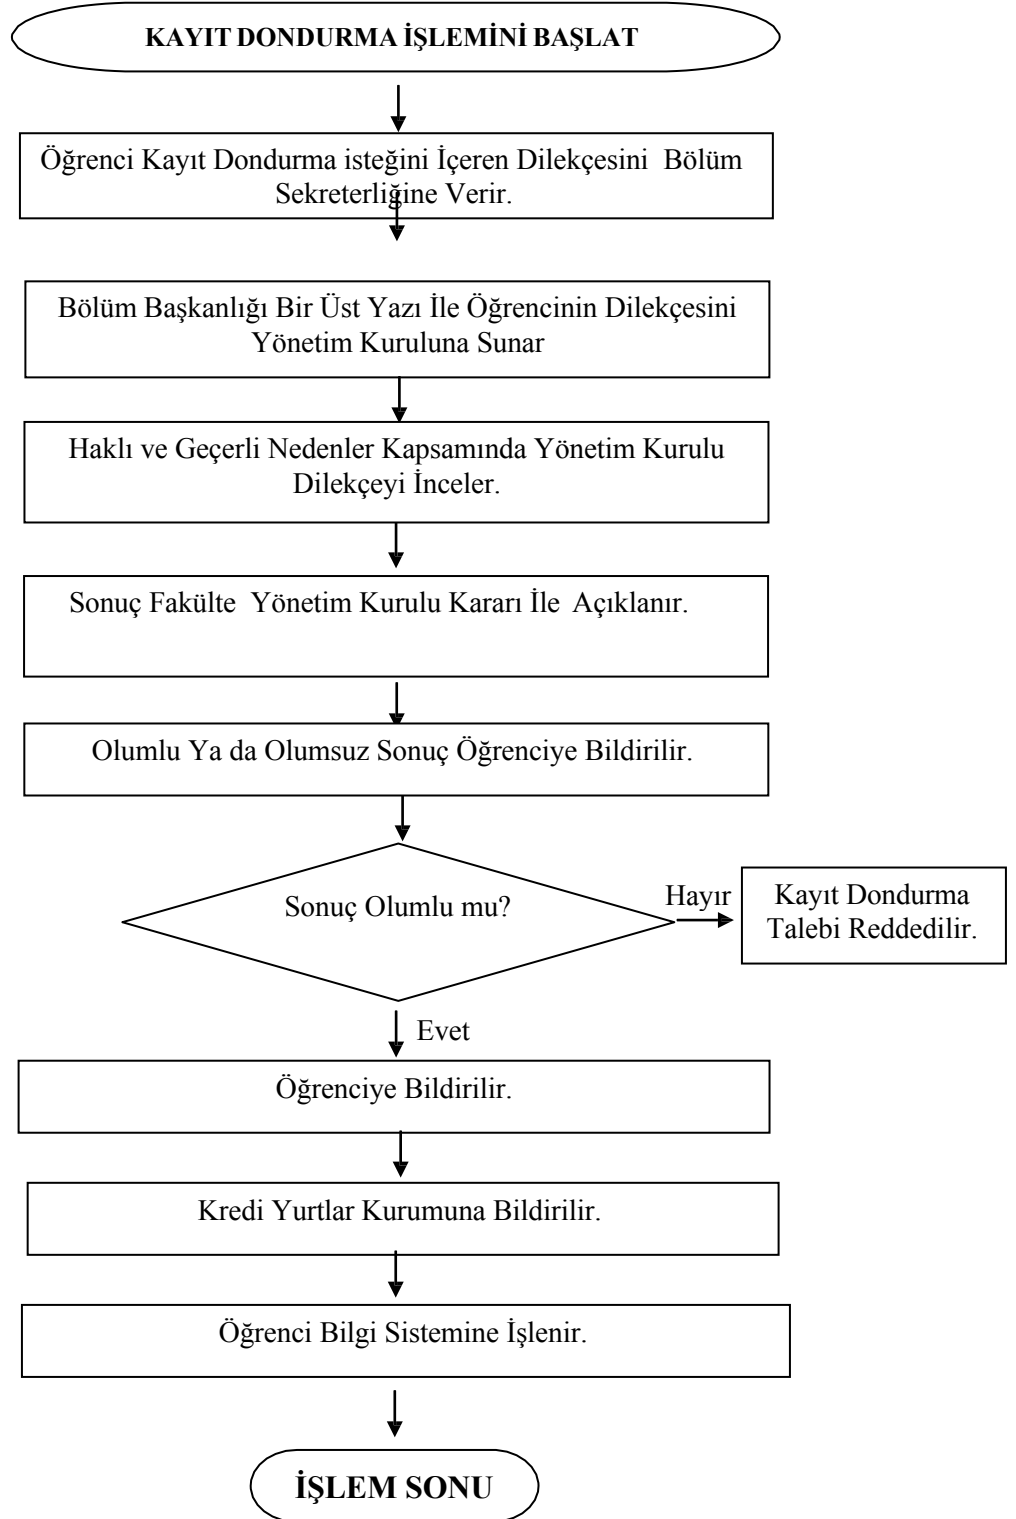 KAYIT DONDURMA İŞLEMİNİ BAŞLAT
Öğrenci Kayıt Dondurma isteğini İçeren Dilekçesini Bölüm
Sekreterliğine Verir.
Bölüm Başkanlığı Bir Üst Yazı İle Öğrencinin Dilekçesini
Yönetim Kuruluna Sunar
Haklı ve Geçerli Nedenler Kapsamında Yönetim Kurulu
Dilekçeyi İnceler.
Sonuç Fakülte Yönetim Kurulu Kararı İle Açıklanır.
Olumlu Ya da Olumsuz Sonuç Öğrenciye Bildirilir.
Sonuç Olumlu mu?
Hayır
Kayıt Dondurma
Talebi Reddedilir.
Evet
Öğrenciye Bildirilir.
Kredi Yurtlar Kurumuna Bildirilir.
Öğrenci Bilgi Sistemine İşlenir.
İŞLEM SONU